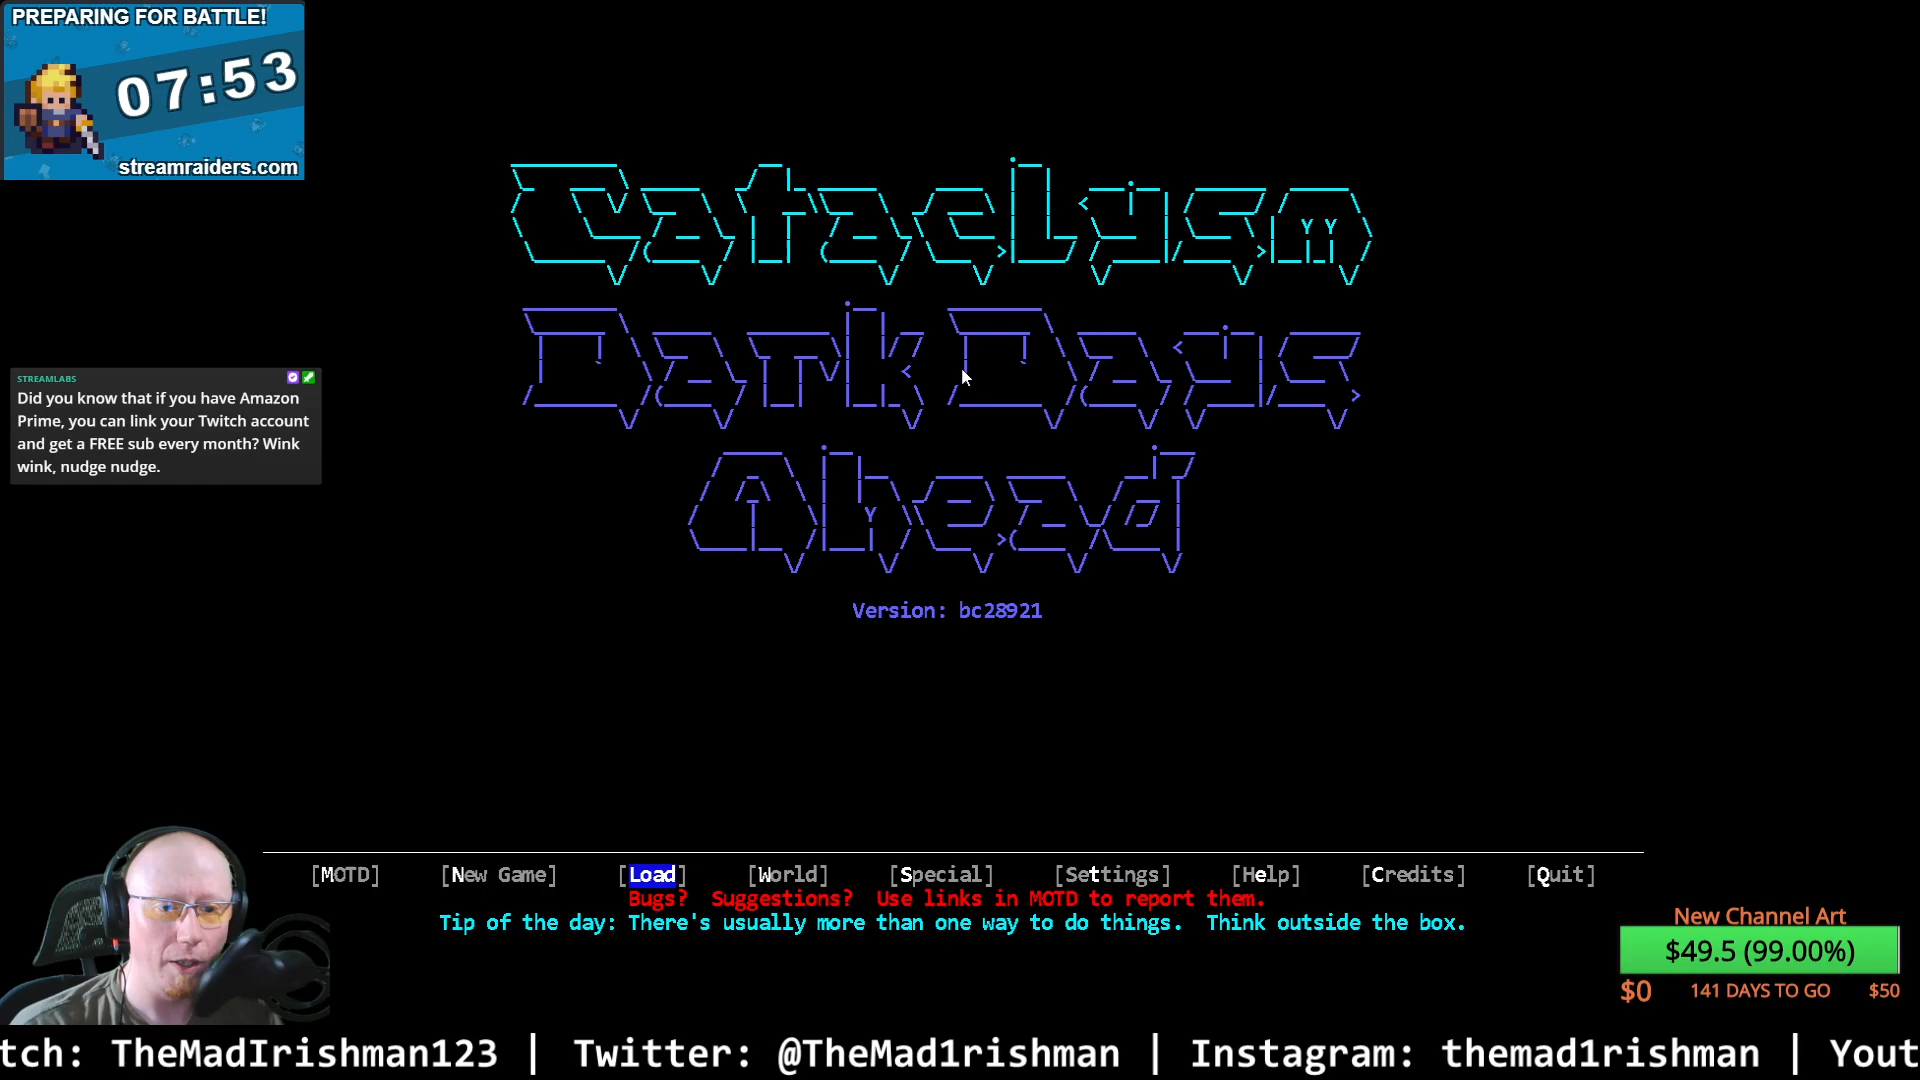 PREPARING FOR BATTLE!
07:53
streamraiders.com
Cataclysm
Dark Days
Ahead
STREAMLABS
Did you know that if you have Amazon
Prime, you can link your Twitch account
and get a FREE sub every month? Wink
wink, nudge nudge.
Version: bc28921
[MOTD] [New Game] [Load] [World] [Special] [Settings] [Help] [Credits] [Quit]
Bugs? Suggestions? Use links in MOTD to report them.
Tip of the day: There's usually more than one way to do things. Think outside the box.
New Channel Art
$49.5 (99.00%)
$0 141 DAYS TO GO $50
tch: TheMadIrishman123 | Twitter: @TheMad1rishman | Instagram: themad1rishman | Yout